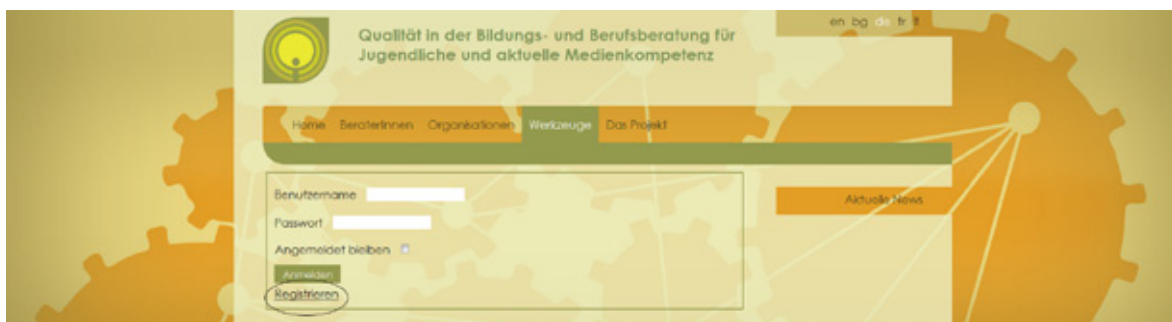 en bg de fr it
Qualität in der Bildungs- und Berufsberatung für
Jugendliche und aktuelle Medienkompetenz
Home BeraterInnen Organisationen Werkzeuge Das Projekt
Benutzername
Aktuelle News
Passwort
Angemeldet bleiben
Anmelden
Registrieren